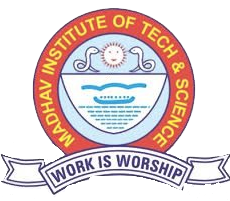 MADHAV INSTITUTE OF TECH & SCIENCE
WORK IS WORSHIP